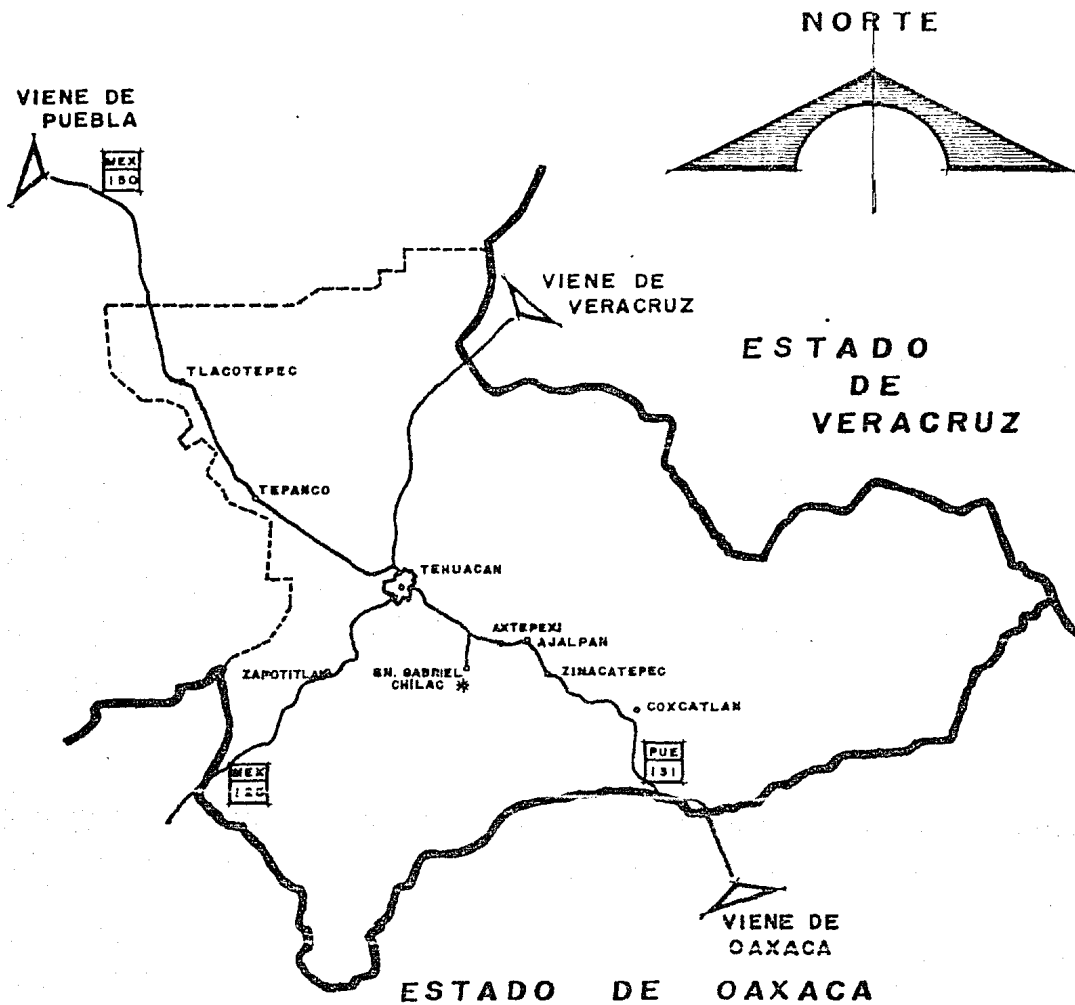 NORTE
VIENE DE
PUEBLA
MEX
150
VIENE DE
VERACRUZ
ESTADO
DE
VERACRUZ
TLACOTEPEC
TEPANCO
TEHUACAN
AXTEPEXI
AJALPAN
ZAPOTITLAN
SN. GABRIEL
CHILAC *
ZINACATEPEC
COXCATLAN
PUE
131
MEX
VIENE DE
OAXACA
ESTADO DE OAXACA